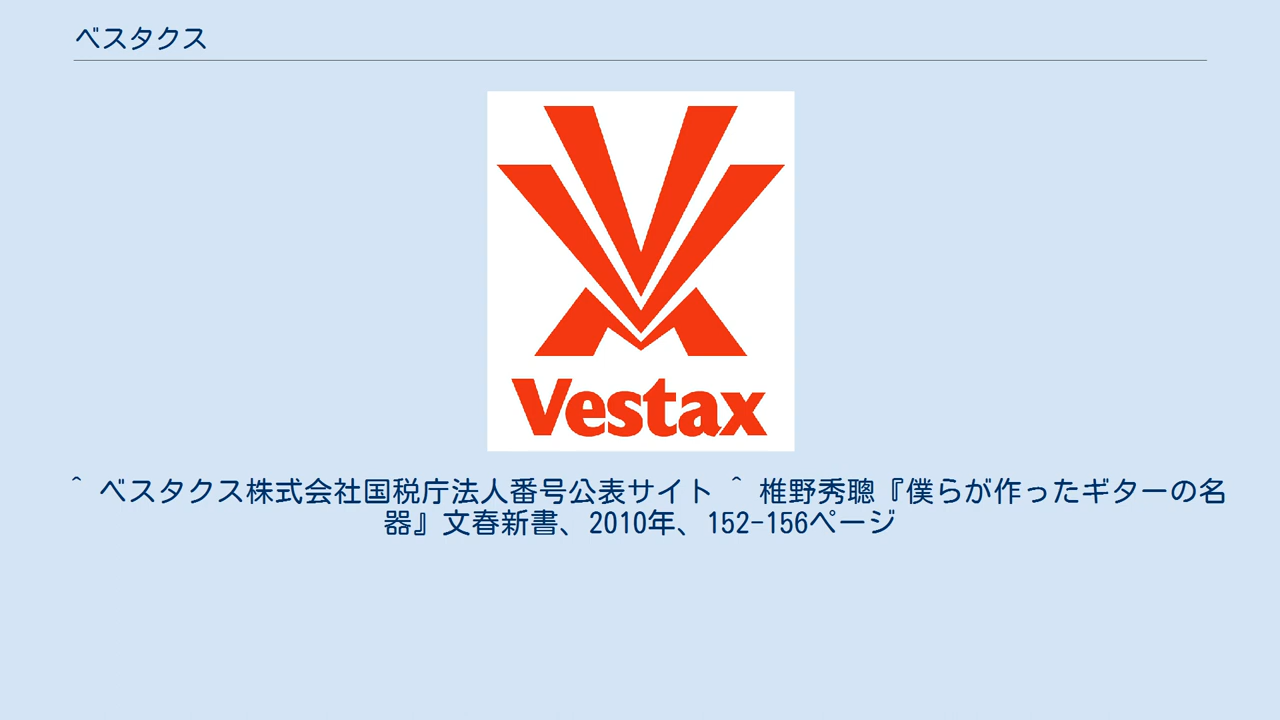 ベスタクス
Vestax
^ ベスタクス株式会社国税庁法人番号公表サイト ^ 椎野秀聰『僕らが作ったギターの名
器』文春新書、2010年、152-156ページ